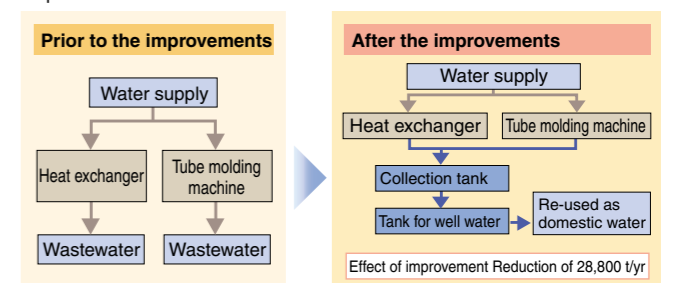 Prior to the improvements
Water supply
Heat exchanger
Tube molding
machine
Wastewater
Wastewater
After the improvements
Water supply
Heat exchanger
Tube molding machine
Collection tank
Tank for well water
Re-used as
domestic water
Effect of improvement Reduction of 28,800 t/yr